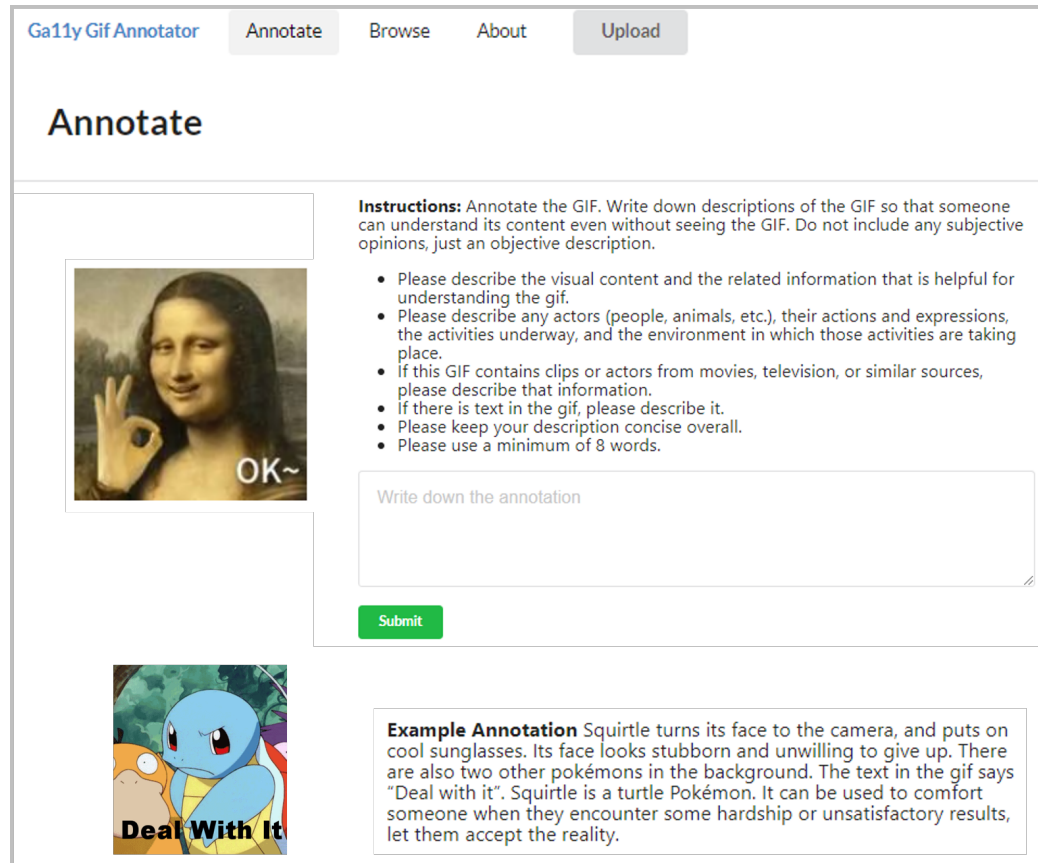 Ga11y Gif Annotator Annotate Browse About Upload
Annotate
Instructions: Annotate the GIF. Write down descriptions of the GIF so that someone
can understand its content even without seeing the GIF. Do not include any subjective
opinions, just an objective description.
• Please describe the visual content and the related information that is helpful for
understanding the gif.
• Please describe any actors (people, animals, etc.), their actions and expressions,
the activities underway, and the environment in which those activities are taking
place.
• If this GIF contains clips or actors from movies, television, or similar sources,
please describe that information.
• If there is text in the gif, please describe it.
• Please keep your description concise overall.
• Please use a minimum of 8 words.
OK~
Write down the annotation
Submit
Deal With It
Example Annotation Squirtle turns its face to the camera, and puts on
cool sunglasses. Its face looks stubborn and unwilling to give up. There
are also two other pokémons in the background. The text in the gif says
“Deal with it”. Squirtle is a turtle Pokémon. It can be used to comfort
someone when they encounter some hardship or unsatisfactory results,
let them accept the reality.